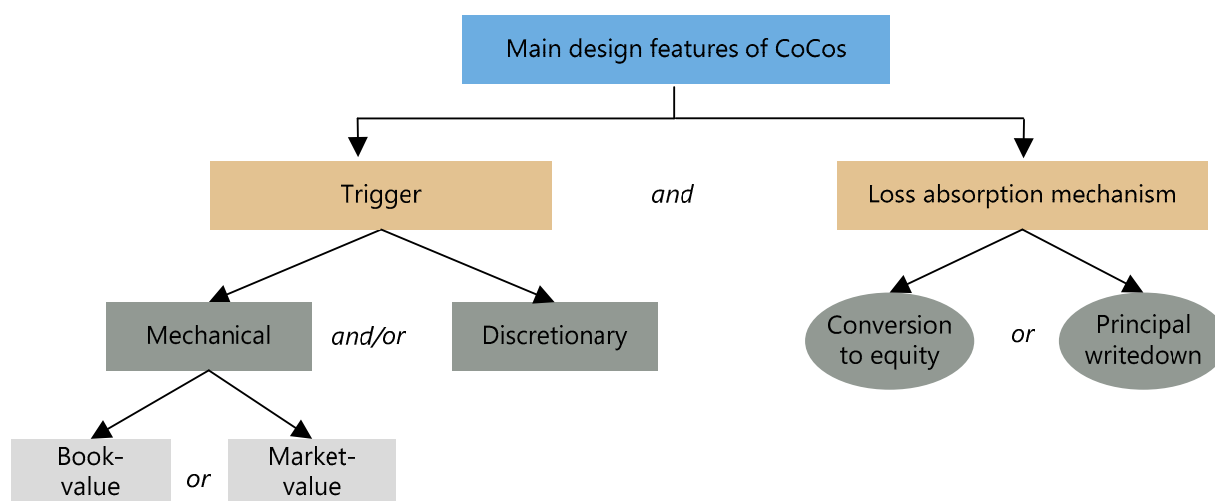 Main design features of CoCos
Trigger
and
Loss absorption mechanism
Mechanical
and/or
Discretionary
Conversion
to equity
or
Principal
writedown
Book-
value
or
Market-
value